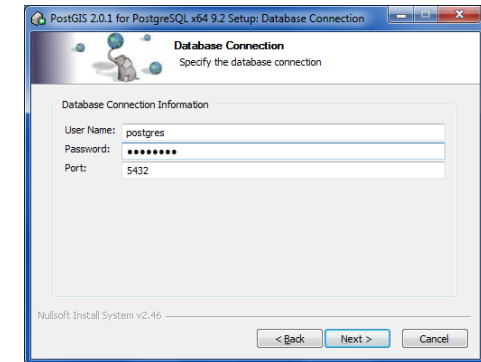 PostGIS 2.0.1 for PostgreSQL x64 9.2 Setup: Database Connection
Database Connection
Specify the database connection
Database Connection Information
User Name: postgres
Password: ••••••••
Port: 5432
Nullsoft Install System v2.46
< Back Next > Cancel